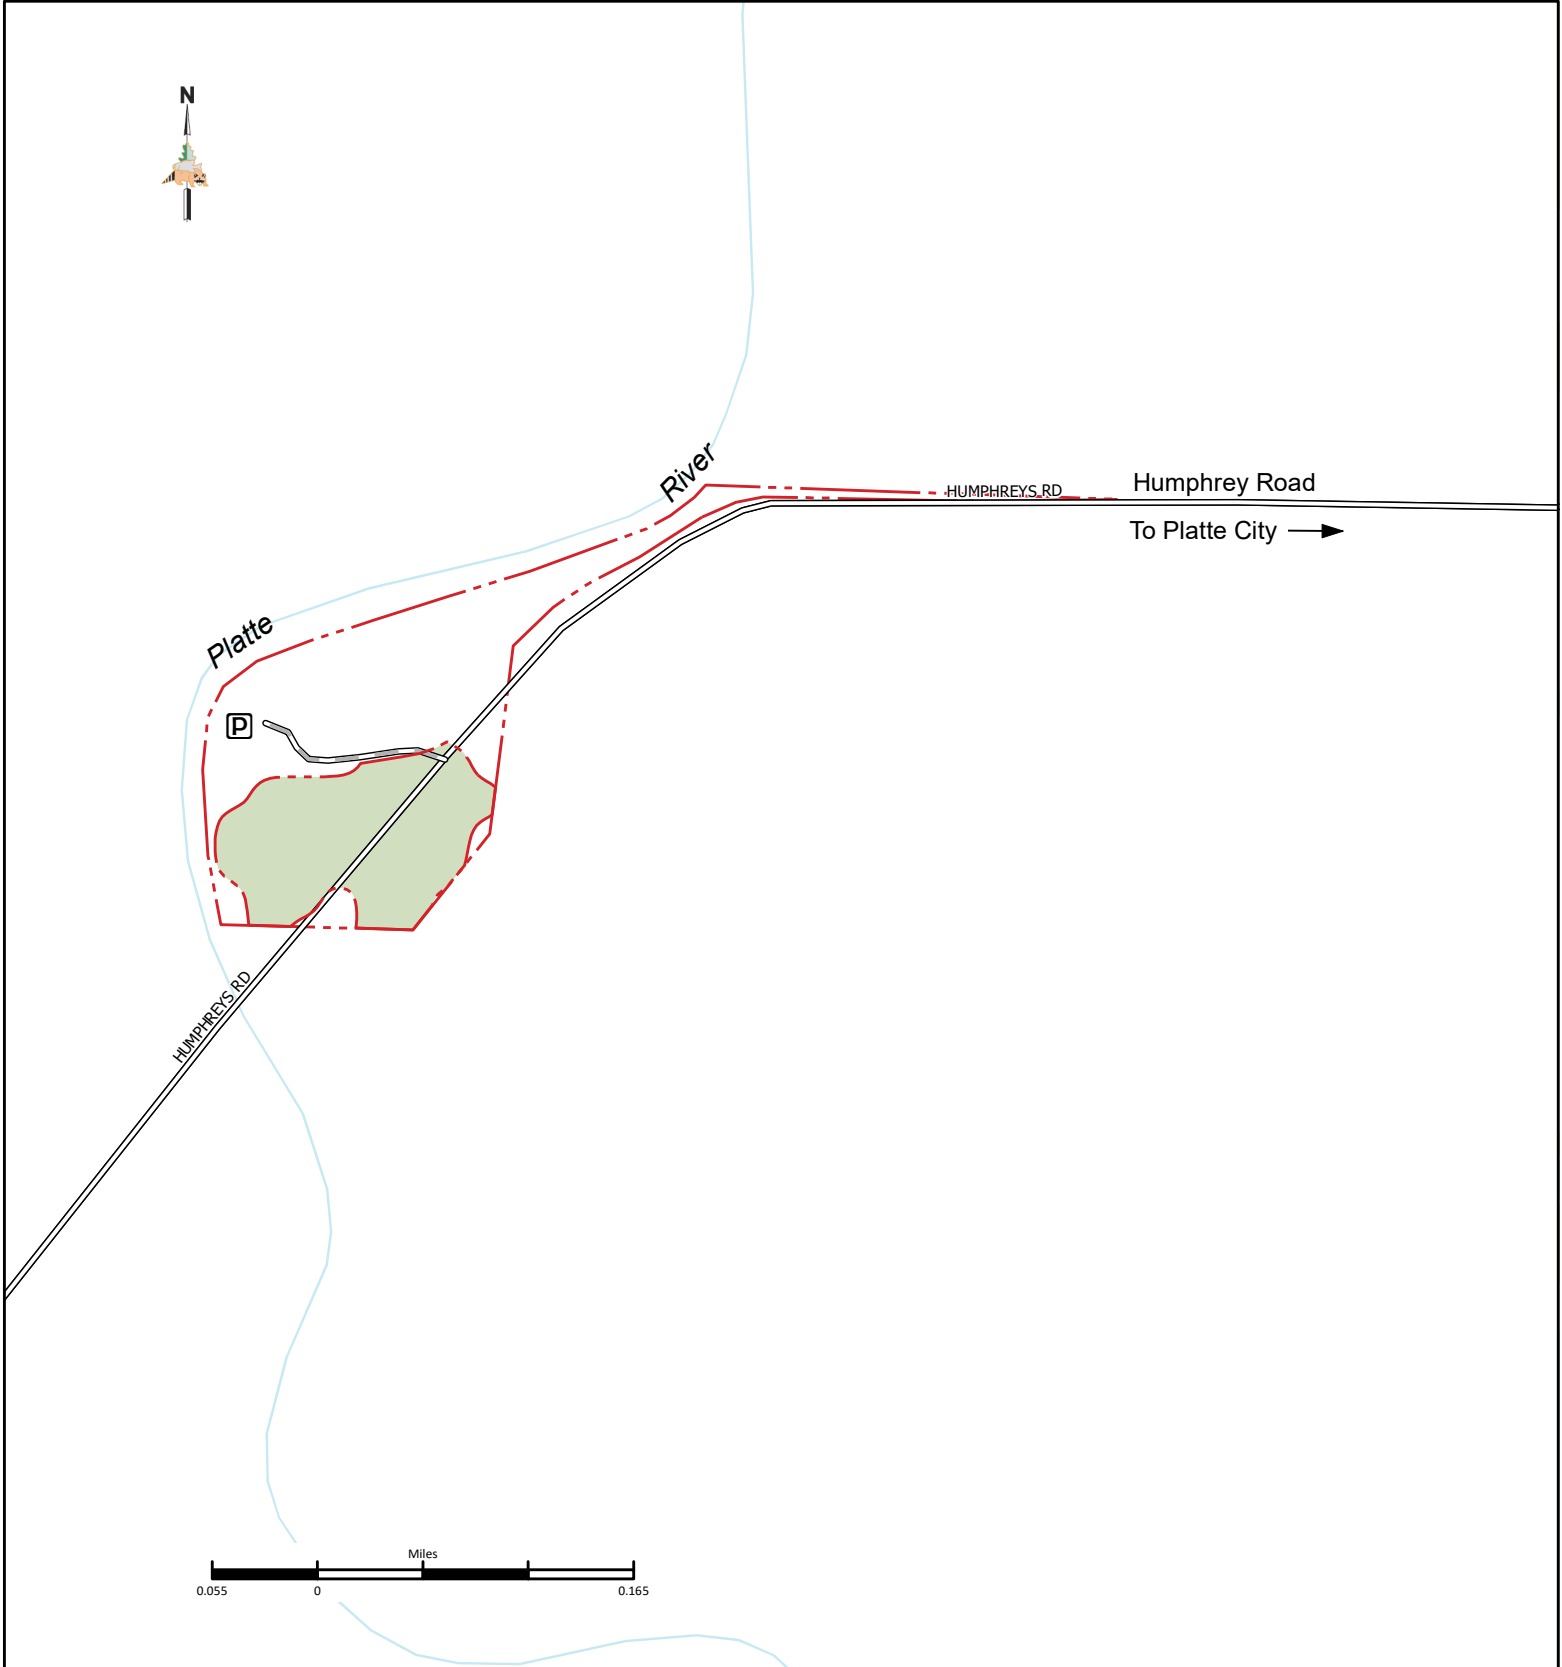 N
River
HUMPHREYS RD
Humphrey Road
To Platte City
Platte
P
HUMPHREYS RD
Miles
0.055 0 0.165